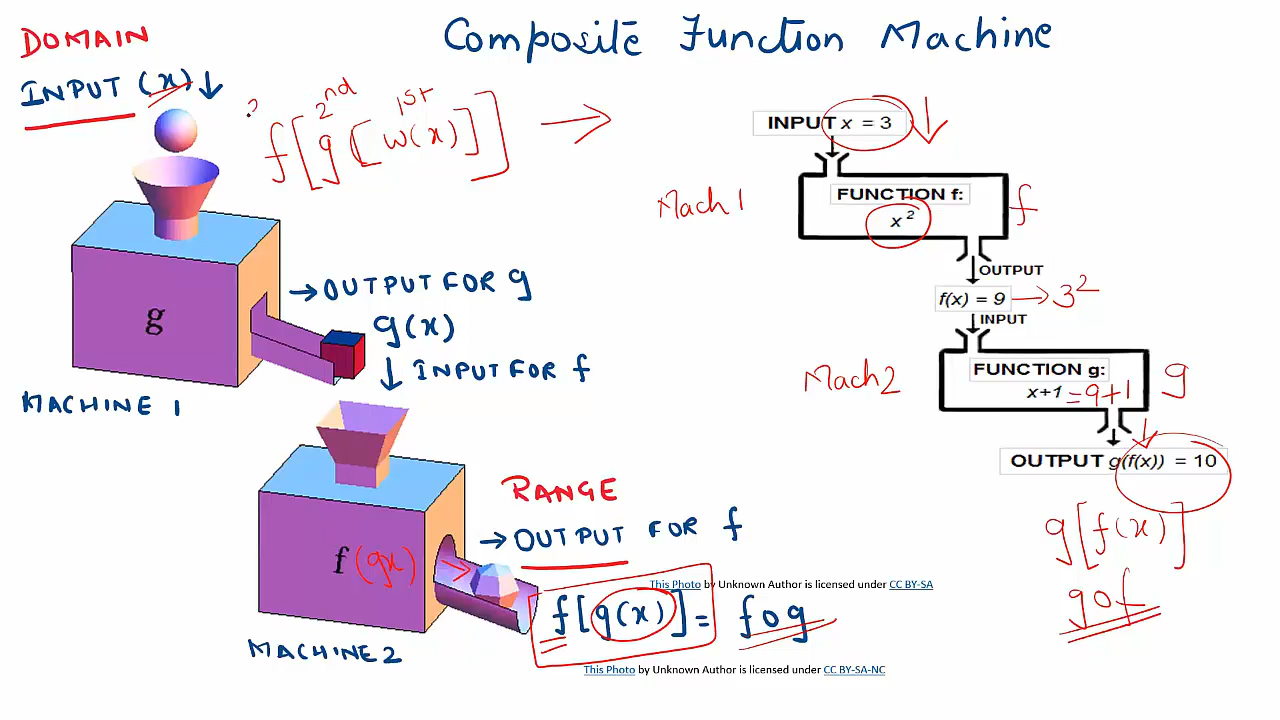 Composite Function Machine
DOMAIN
INPUT (x) ↓
2nd 1st
f[g[w(x)]] →
g
→ OUTPUT FOR g
g(x)
↓ INPUT FOR f
MACHINE 1
f (gx) →
RANGE
→ OUTPUT FOR f
f[g(x)] = fog
MACHINE 2
INPUT x = 3 ↓
Mach 1
FUNCTION f:
x²
f
OUTPUT
f(x) = 9 → 3²
INPUT
Mach 2
FUNCTION g:
x+1 = 9+1
g
OUTPUT g(f(x)) = 10
g[f(x)]
gof
This Photo by Unknown Author is licensed under CC BY-SA
This Photo by Unknown Author is licensed under CC BY-SA-NC